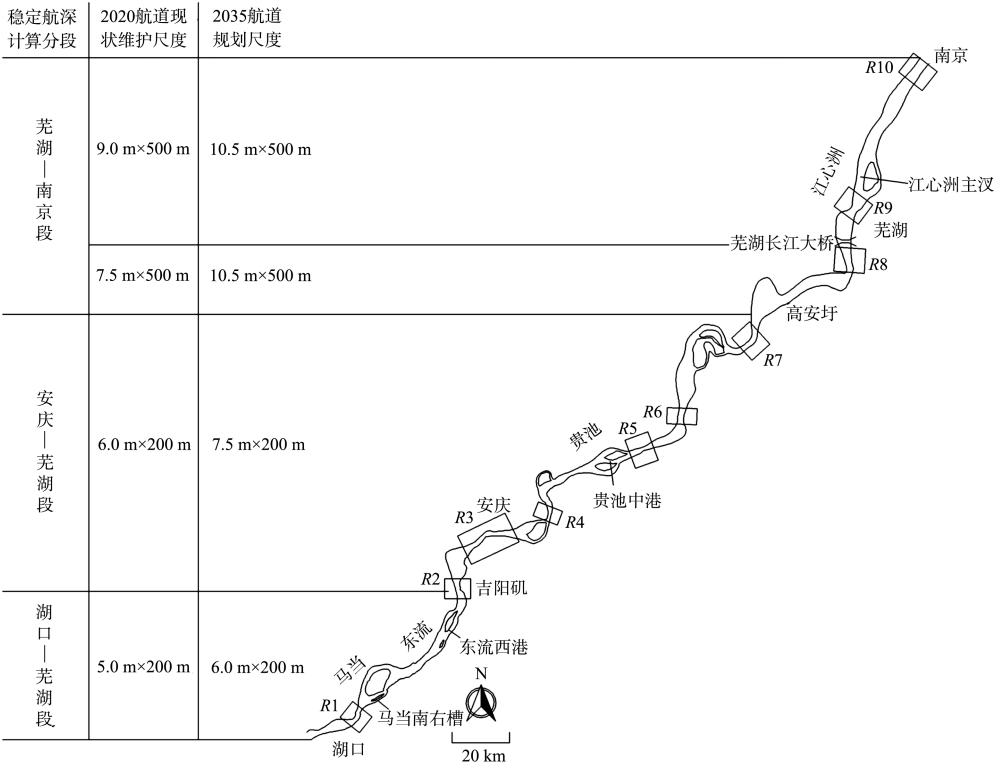 稳定航深
计算分段
2020航道现
状维护尺度
2035航道
规划尺度
芜湖—南京段
9.0 m×500 m
10.5 m×500 m
7.5 m×500 m
10.5 m×500 m
安庆—芜湖段
6.0 m×200 m
7.5 m×200 m
湖口—芜湖段
5.0 m×200 m
6.0 m×200 m
南京
R10
江心洲
江心洲主汊
R9
芜湖
芜湖长江大桥
R8
高安圩
R7
R6
R5
贵池
贵池中港
安庆
R3
R4
R2
吉阳矶
东流
东流西港
马当
N
R1
马当南右槽
湖口
20 km